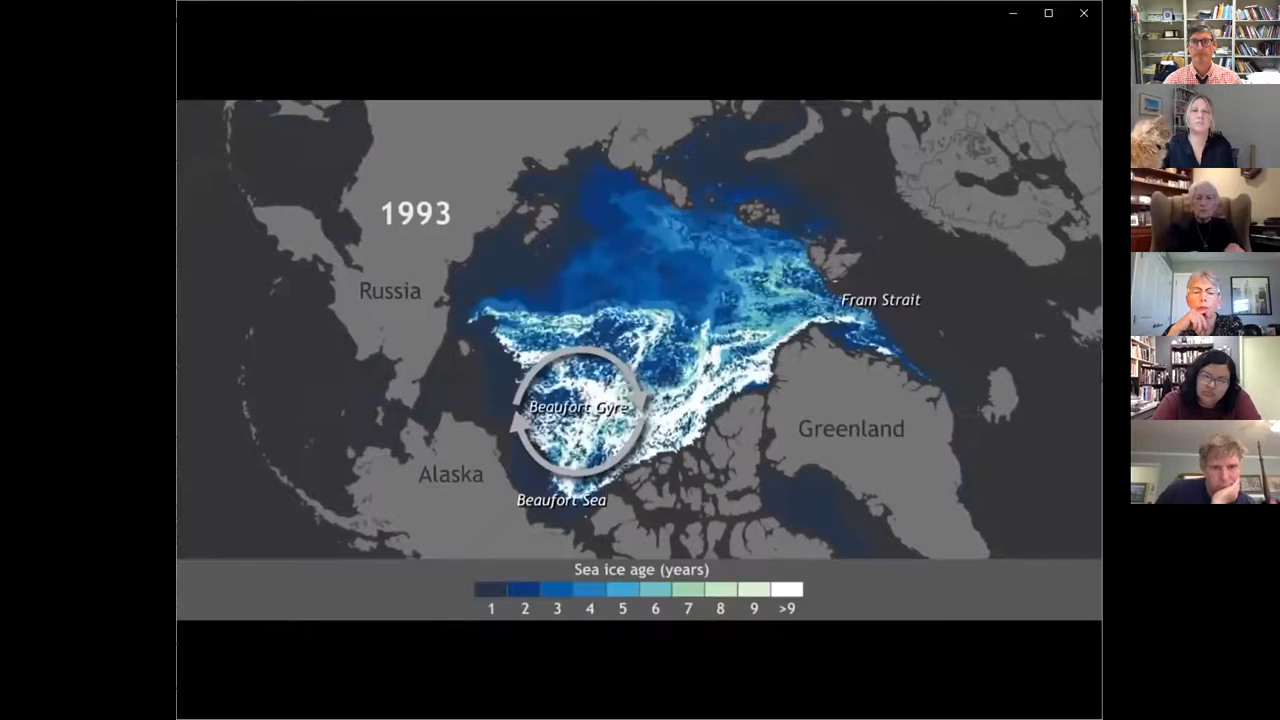 1993
Russia
Fram Strait
Beaufort Gyre
Greenland
Alaska
Beaufort Sea
Sea ice age (years)
1 2 3 4 5 6 7 8 9 >9